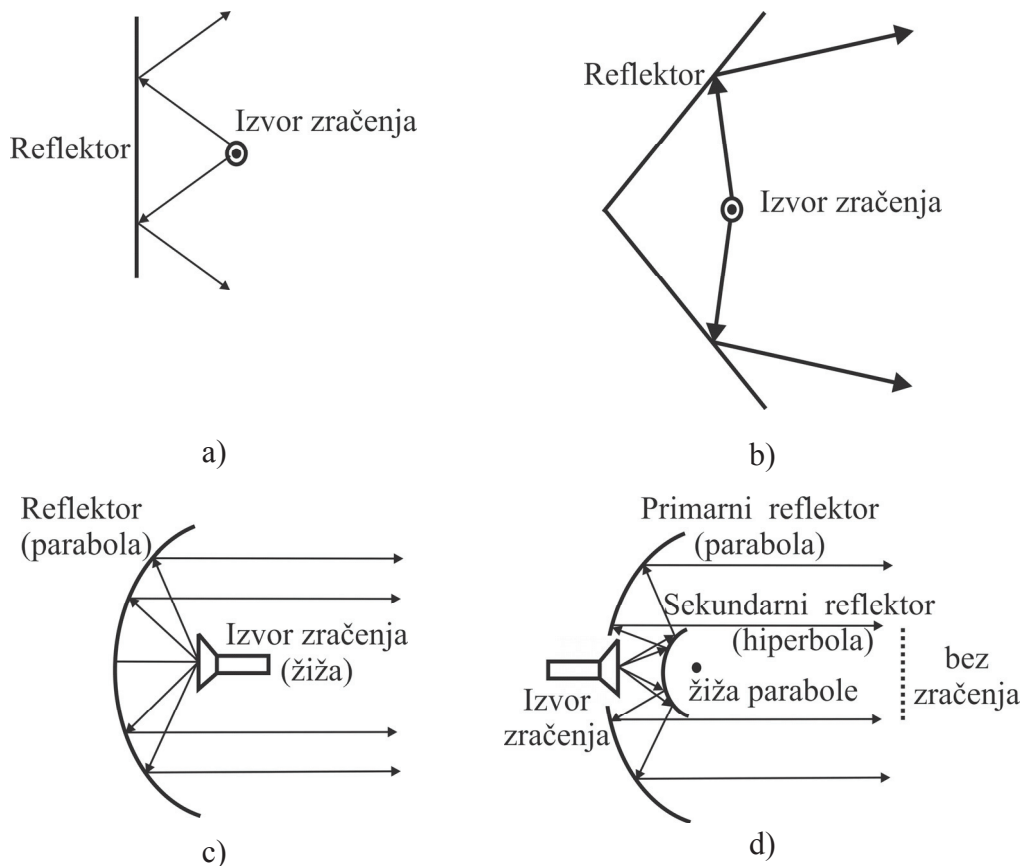 Izvor zračenja
Reflektor
a)
Reflektor
Izvor zračenja
b)
Reflektor
(parabola)
Izvor zračenja
(žiža)
c)
Primarni reflektor
(parabola)
Sekundarni reflektor
(hiperbola)
žiža parabole
Izvor
zračenja
bez
zračenja
d)